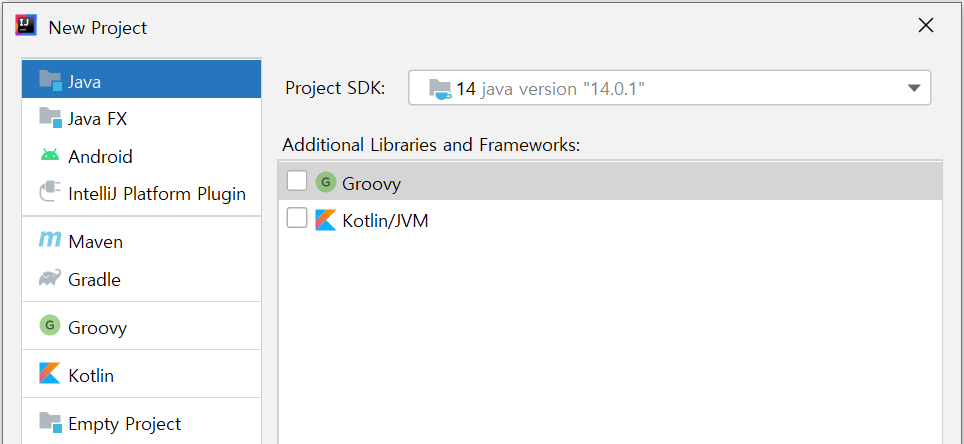 New Project
Java
Java FX
Android
IntelliJ Platform Plugin
Maven
Gradle
Groovy
Kotlin
Empty Project
Project SDK: 14 java version "14.0.1"
Additional Libraries and Frameworks:
Groovy
Kotlin/JVM